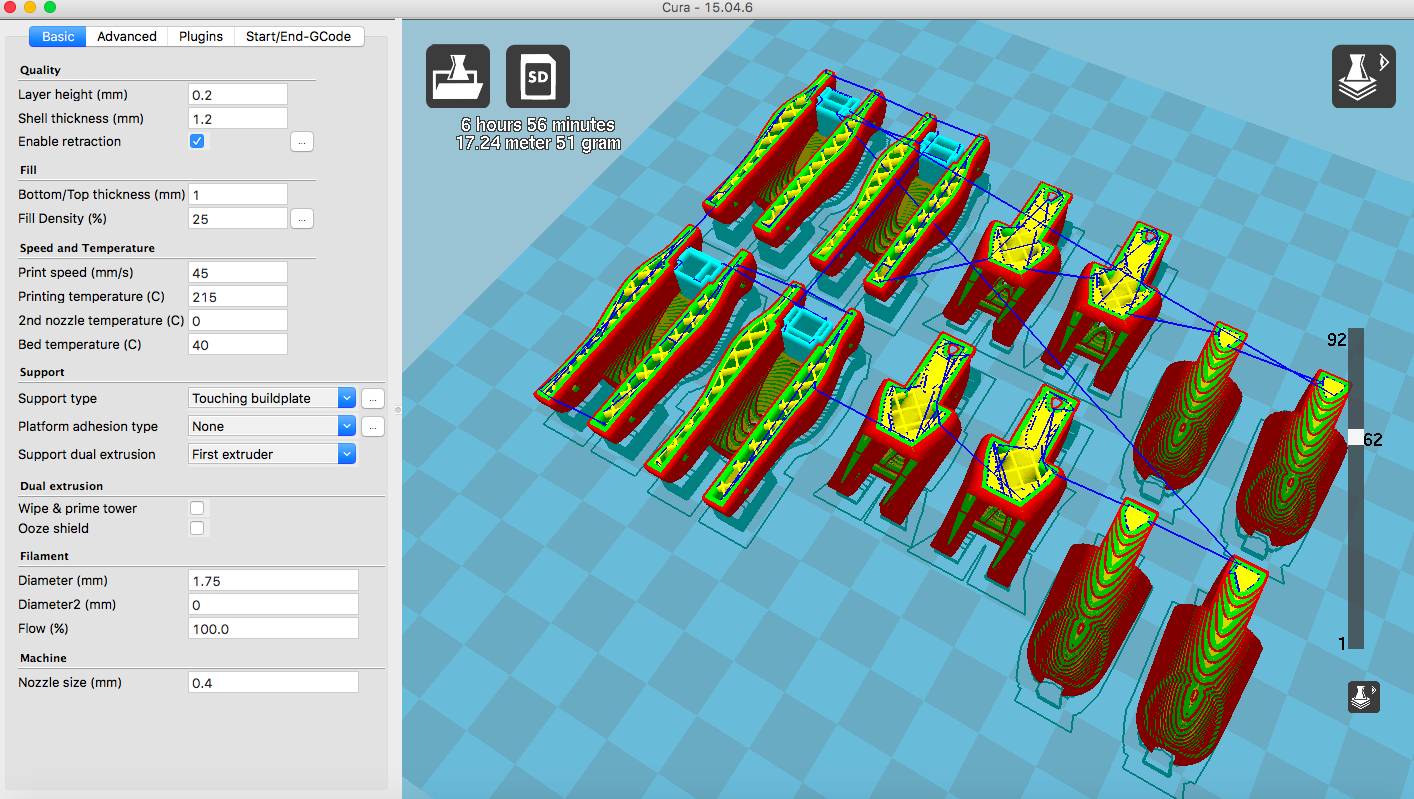 Cura - 15.04.6
Basic Advanced Plugins Start/End-GCode
Quality
Layer height (mm) 0.2
Shell thickness (mm) 1.2
Enable retraction ...
Fill
Bottom/Top thickness (mm) 1
Fill Density (%) 25 ...
Speed and Temperature
Print speed (mm/s) 45
Printing temperature (C) 215
2nd nozzle temperature (C) 0
Bed temperature (C) 40
Support
Support type Touching buildplate ...
Platform adhesion type None ...
Support dual extrusion First extruder
Dual extrusion
Wipe & prime tower
Ooze shield
Filament
Diameter (mm) 1.75
Diameter2 (mm) 0
Flow (%) 100.0
Machine
Nozzle size (mm) 0.4
SD
6 hours 56 minutes
17.24 meter 51 gram
92
62
1